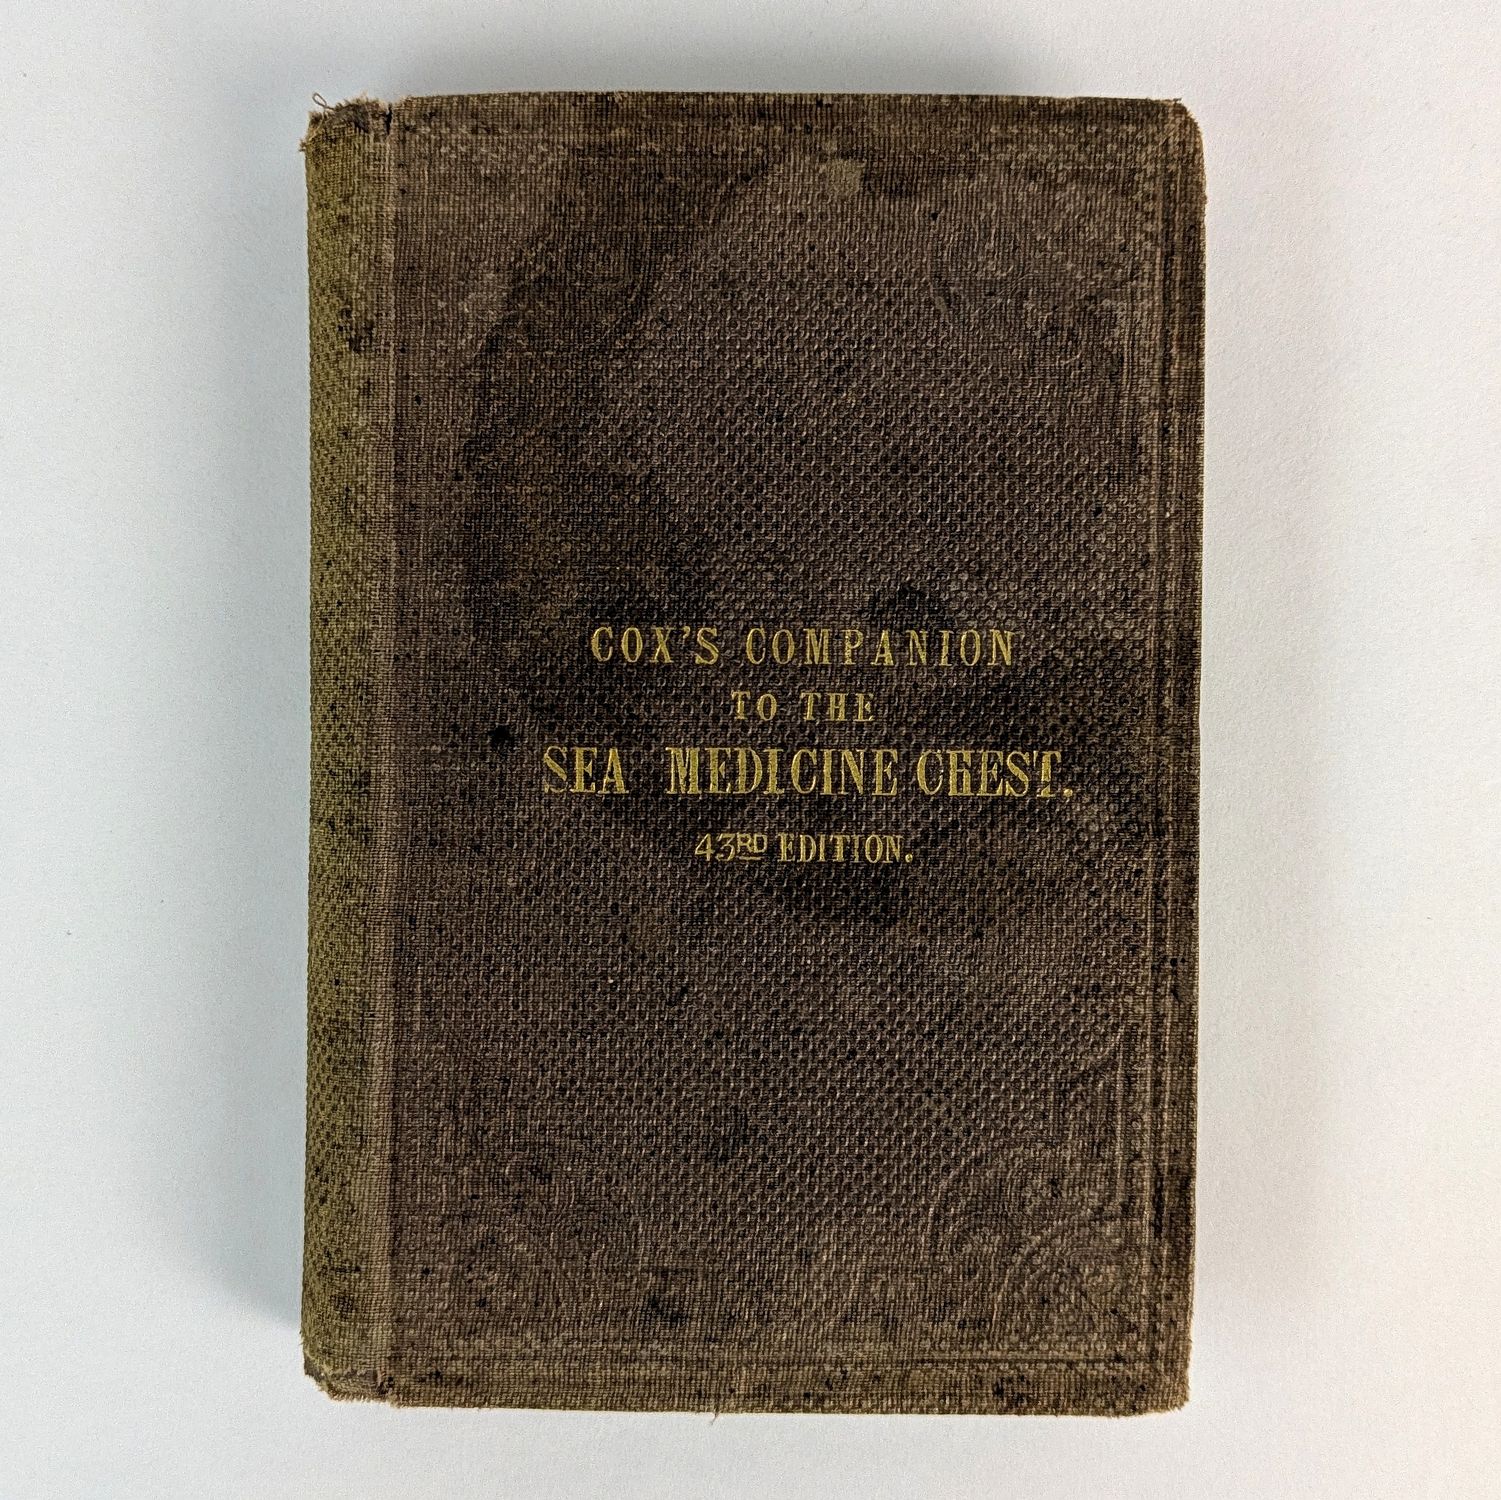 COX'S COMPANION
TO THE
SEA MEDICINE CHEST.
43RD EDITION.